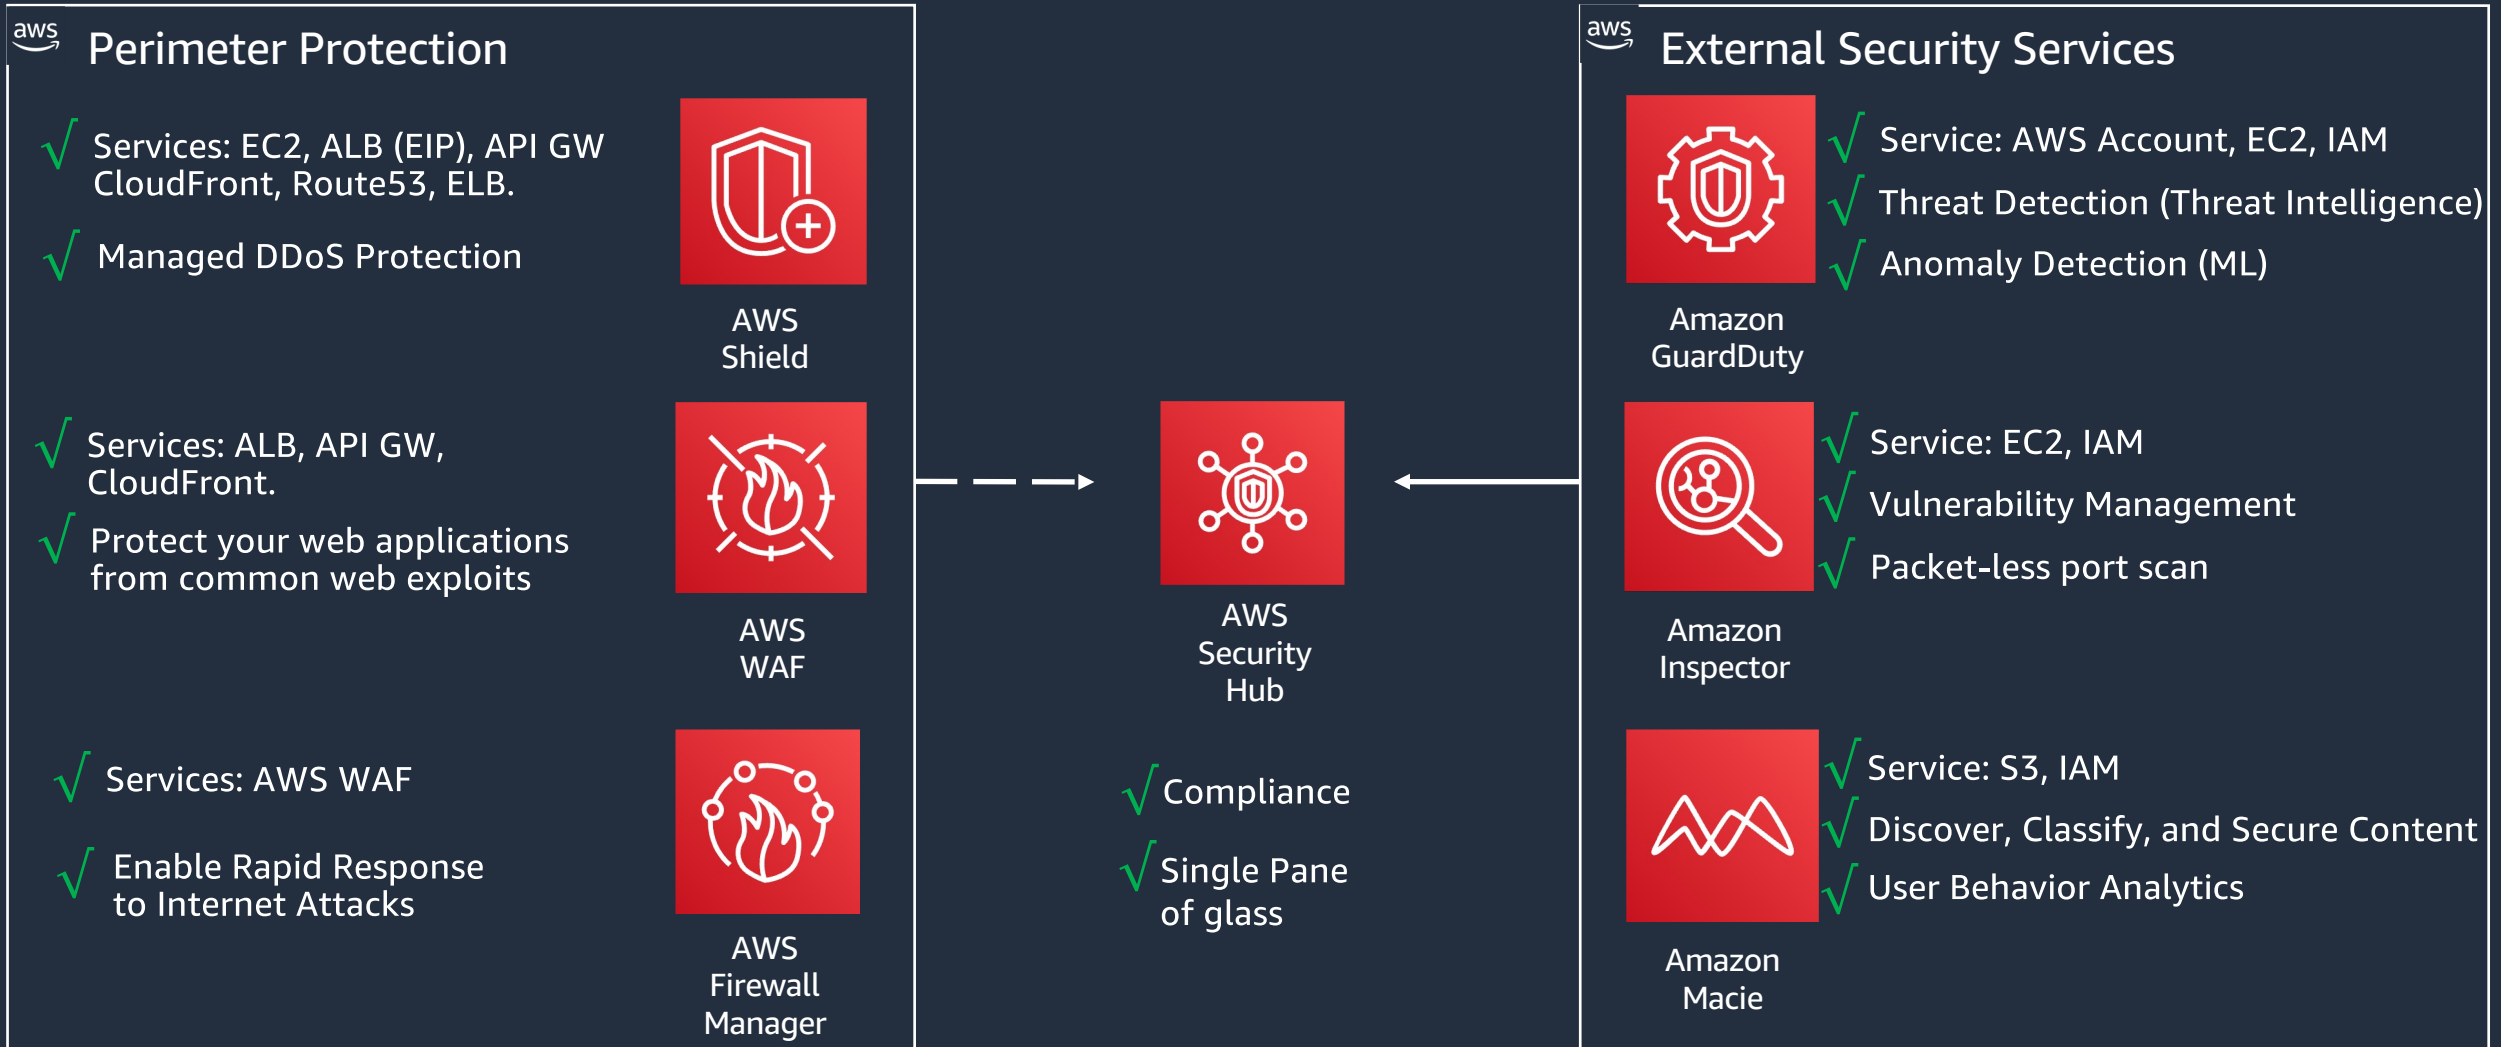 aws
Perimeter Protection
Services: EC2, ALB (EIP), API GW
CloudFront, Route53, ELB.
Managed DDoS Protection
AWS
Shield
Services: ALB, API GW,
CloudFront.
Protect your web applications
from common web exploits
AWS
WAF
Services: AWS WAF
Enable Rapid Response
to Internet Attacks
AWS
Firewall
Manager
AWS
Security
Hub
Compliance
Single Pane
of glass
aws
External Security Services
Service: AWS Account, EC2, IAM
Threat Detection (Threat Intelligence)
Anomaly Detection (ML)
Amazon
GuardDuty
Service: EC2, IAM
Vulnerability Management
Packet-less port scan
Amazon
Inspector
Service: S3, IAM
Discover, Classify, and Secure Content
User Behavior Analytics
Amazon
Macie